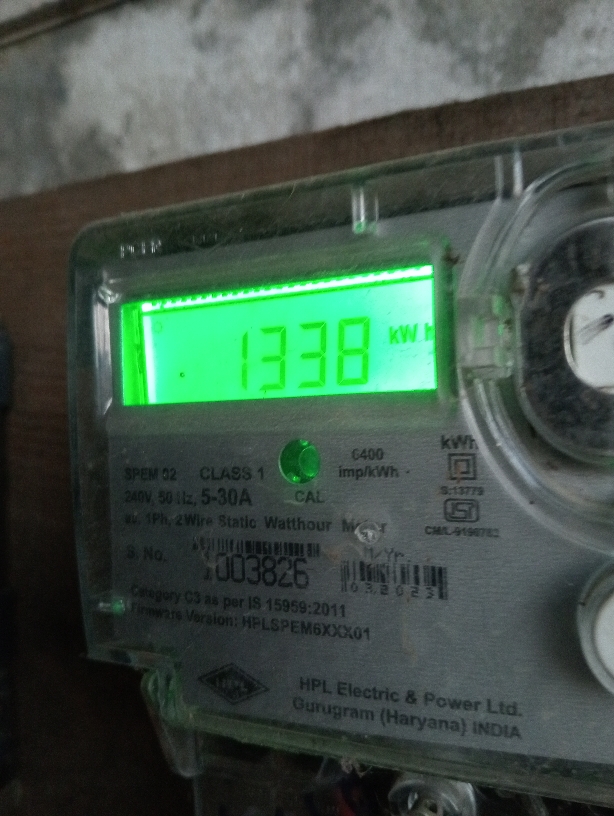 1338 kWh
6400
imp/kWh
kWh
SPEM 02 CLASS 1
240V, 50 Hz, 5-30A CAL
1Ph, 2Wire Static Watthour Meter
S. No.
003826
M/Yr.
032023
Category C3 as per IS 15959:2011
Firmware Version: HPLSPEM6XXX01
HPL
HPL Electric & Power Ltd.
Gurugram (Haryana) INDIA